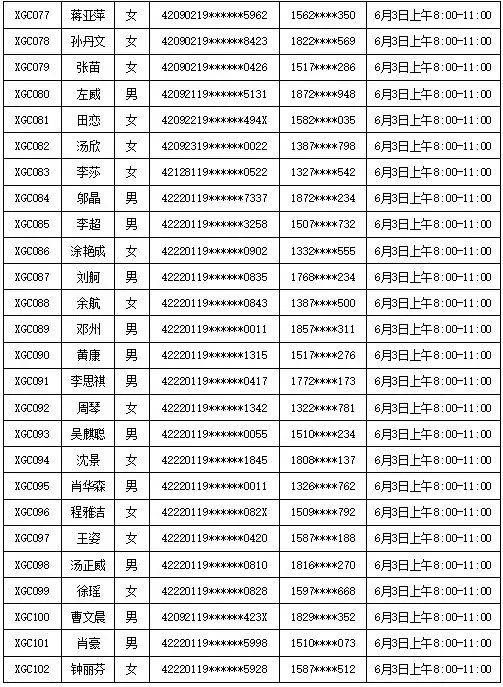 XGC077 蒋亚萍 女 42090219******5962 1562****350 6月3日上午8:00-11:00
XGC078 孙丹文 女 42090219******8423 1822****569 6月3日上午8:00-11:00
XGC079 张苗 女 42090219******0426 1517****286 6月3日上午8:00-11:00
XGC080 左威 男 42092119******5131 1872****948 6月3日上午8:00-11:00
XGC081 田恋 女 42092219******494X 1582****035 6月3日上午8:00-11:00
XGC082 汤欣 女 42092319******0022 1387****798 6月3日上午8:00-11:00
XGC083 李莎 女 42128119******0522 1327****542 6月3日上午8:00-11:00
XGC084 邬晶 男 42220119******7337 1872****234 6月3日上午8:00-11:00
XGC085 李超 男 42220119******3258 1507****732 6月3日上午8:00-11:00
XGC086 涂艳成 女 42220119******0902 1332****555 6月3日上午8:00-11:00
XGC087 刘舸 男 42220119******0835 1768****234 6月3日上午8:00-11:00
XGC088 余航 女 42220119******0843 1387****500 6月3日上午8:00-11:00
XGC089 邓州 男 42220119******0011 1857****311 6月3日上午8:00-11:00
XGC090 黄康 男 42220119******1315 1517****276 6月3日上午8:00-11:00
XGC091 李思祺 男 42220119******0417 1772****173 6月3日上午8:00-11:00
XGC092 周琴 女 42220119******1342 1322****781 6月3日上午8:00-11:00
XGC093 吴麒聪 男 42220119******0055 1510****234 6月3日上午8:00-11:00
XGC094 沈景 女 42220119******1845 1808****137 6月3日上午8:00-11:00
XGC095 肖华森 男 42220119******0011 1326****762 6月3日上午8:00-11:00
XGC096 程雅洁 女 42220119******082X 1509****792 6月3日上午8:00-11:00
XGC097 王姿 女 42220119******0420 1587****188 6月3日上午8:00-11:00
XGC098 汤正威 男 42220119******0810 1816****270 6月3日上午8:00-11:00
XGC099 徐瑶 女 42220119******0828 1597****668 6月3日上午8:00-11:00
XGC100 曹文晨 男 42092119******423X 1829****352 6月3日上午8:00-11:00
XGC101 肖豪 男 42220119******5998 1510****073 6月3日上午8:00-11:00
XGC102 钟丽芬 女 42220119******5928 1587****512 6月3日上午8:00-11:00